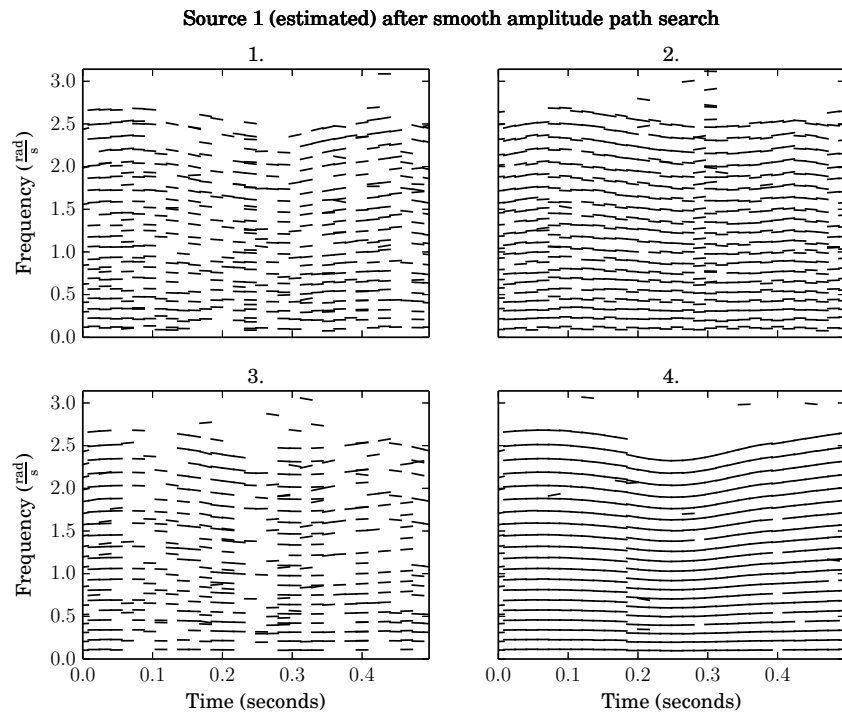 Source 1 (estimated) after smooth amplitude path search
1.
2.
3.0
2.5
2.0
1.5
1.0
0.5
0.0
Frequency (rad/s)
3.
4.
3.0
2.5
2.0
1.5
1.0
0.5
0.0
Frequency (rad/s)
0.0 0.1 0.2 0.3 0.4
0.0 0.1 0.2 0.3 0.4
Time (seconds)
Time (seconds)